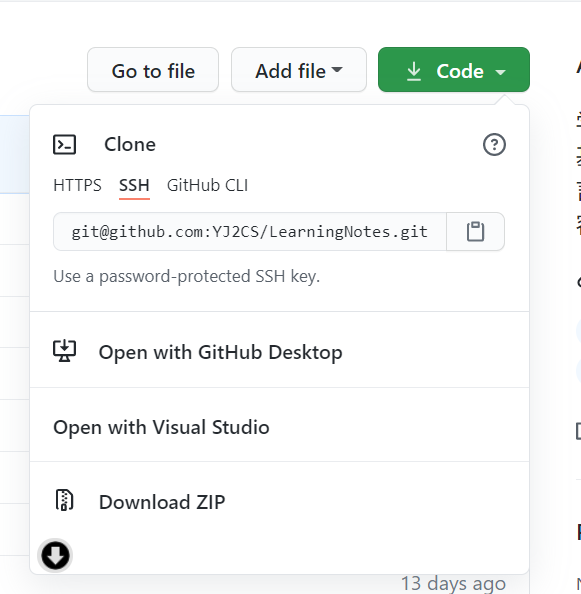 Go to file
Add file
Code
Clone
HTTPS SSH GitHub CLI
git@github.com:YJ2CS/LearningNotes.git
Use a password-protected SSH key.
Open with GitHub Desktop
Open with Visual Studio
Download ZIP
13 days ago